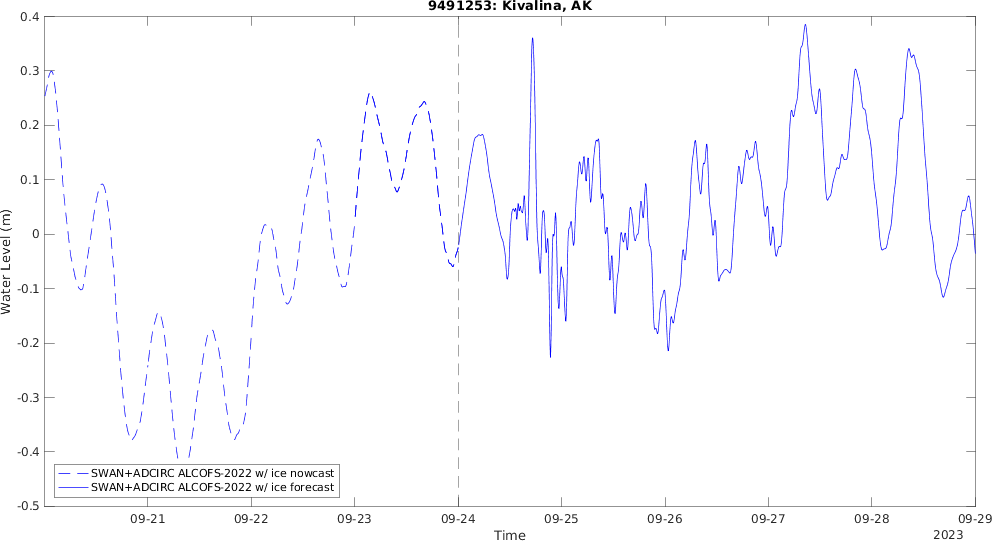 9491253: Kivalina, AK
0.4
0.3
0.2
0.1
0
-0.1
-0.2
-0.3
-0.4
-0.5
Water Level (m)
SWAN+ADCIRC ALCOFS-2022 w/ ice nowcast
SWAN+ADCIRC ALCOFS-2022 w/ ice forecast
09-21 09-22 09-23 09-24 09-25 09-26 09-27 09-28 09-29
Time
2023